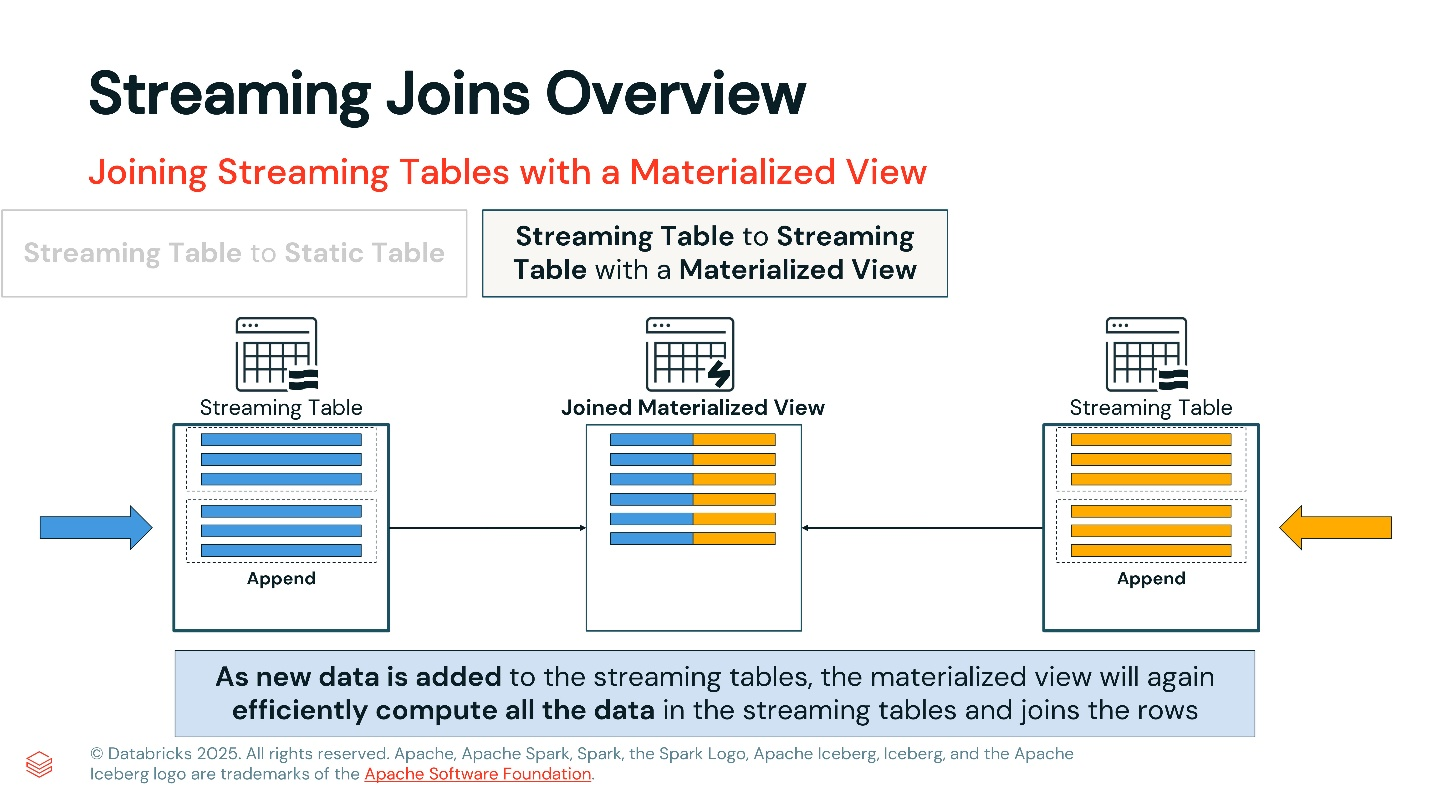 Streaming Joins Overview
Joining Streaming Tables with a Materialized View
Streaming Table to Static Table
Streaming Table to Streaming
Table with a Materialized View
Streaming Table
Joined Materialized View
Streaming Table
Append
Append
As new data is added to the streaming tables, the materialized view will again
efficiently compute all the data in the streaming tables and joins the rows
© Databricks 2025. All rights reserved. Apache, Apache Spark, Spark, the Spark Logo, Apache Iceberg, Iceberg, and the Apache
Iceberg logo are trademarks of the Apache Software Foundation.